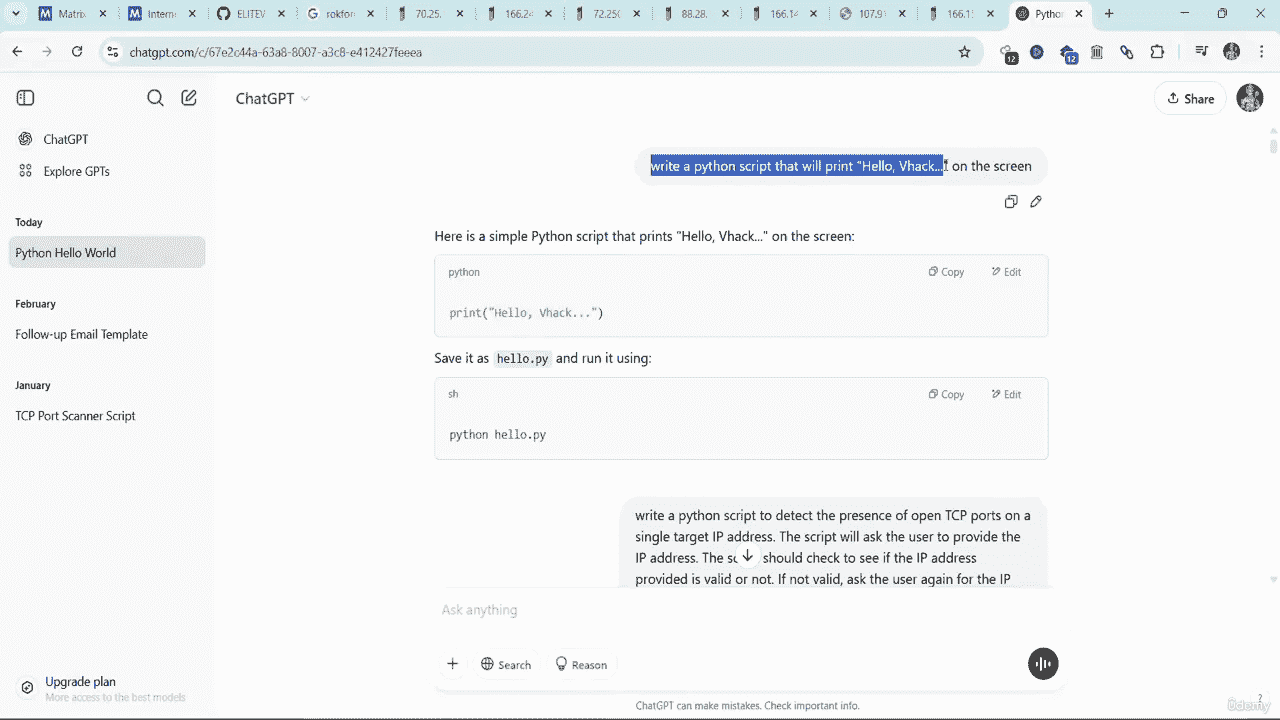 Matrix
Intern
ELITEV
rokfor
70.25.
166.24
72.250
88.28.
166.14
107.9
166.1
Pytho
chatgpt.com/c/67e2c44a-63a8-8007-a3c8-e412427feeea
12
12
ChatGPT
Share
ChatGPT
Explore GPTs
Today
Python Hello World
February
Follow-up Email Template
January
TCP Port Scanner Script
Upgrade plan
More access to the best models
write a python script that will print "Hello, Vhack..." on the screen
Here is a simple Python script that prints "Hello, Vhack..." on the screen:
python Copy Edit
print("Hello, Vhack...")
Save it as hello.py and run it using:
sh Copy Edit
python hello.py
write a python script to detect the presence of open TCP ports on a
single target IP address. The script will ask the user to provide the
IP address. The should check to see if the IP address
provided is valid or not. If not valid, ask the user again for the IP
Ask anything
Search Reason
ChatGPT can make mistakes. Check important info.
?
Udemy